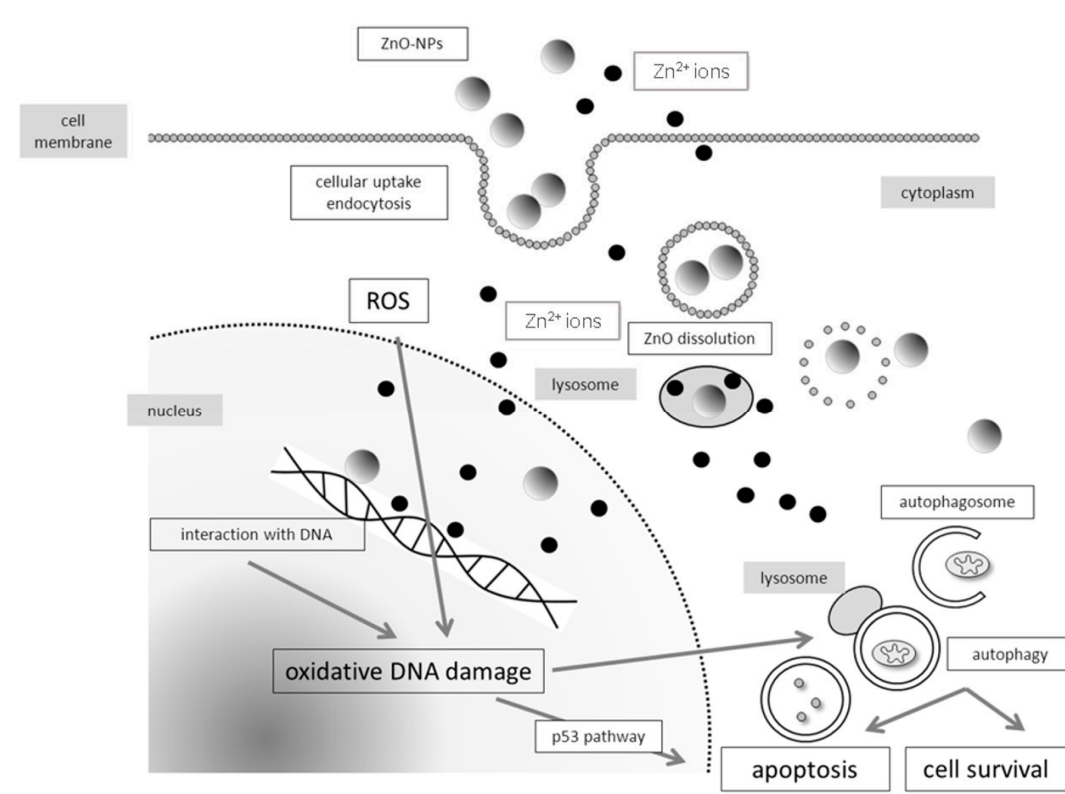 ZnO-NPs
Zn²⁺ ions
cell
membrane
cellular uptake
endocytosis
cytoplasm
ROS
Zn²⁺ ions
ZnO dissolution
lysosome
nucleus
autophagosome
interaction with DNA
lysosome
autophagy
oxidative DNA damage
p53 pathway
apoptosis
cell survival